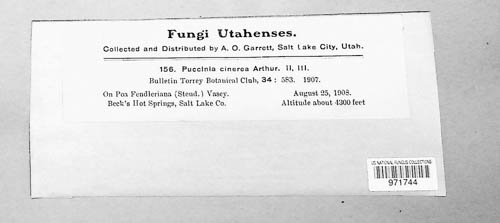 Fungi Utahenses.
Collected and Distributed by A. O. Garrett, Salt Lake City, Utah.
156. Puccinia cinerea Arthur. II, III.
Bulletin Torrey Botanical Club, 34: 583. 1907.
On Poa Fendleriana (Steud.) Vasey. August 25, 1908.
Beck's Hot Springs, Salt Lake Co. Altitude about 4300 feet
US NATIONAL FUNGUS COLLECTIONS
971744